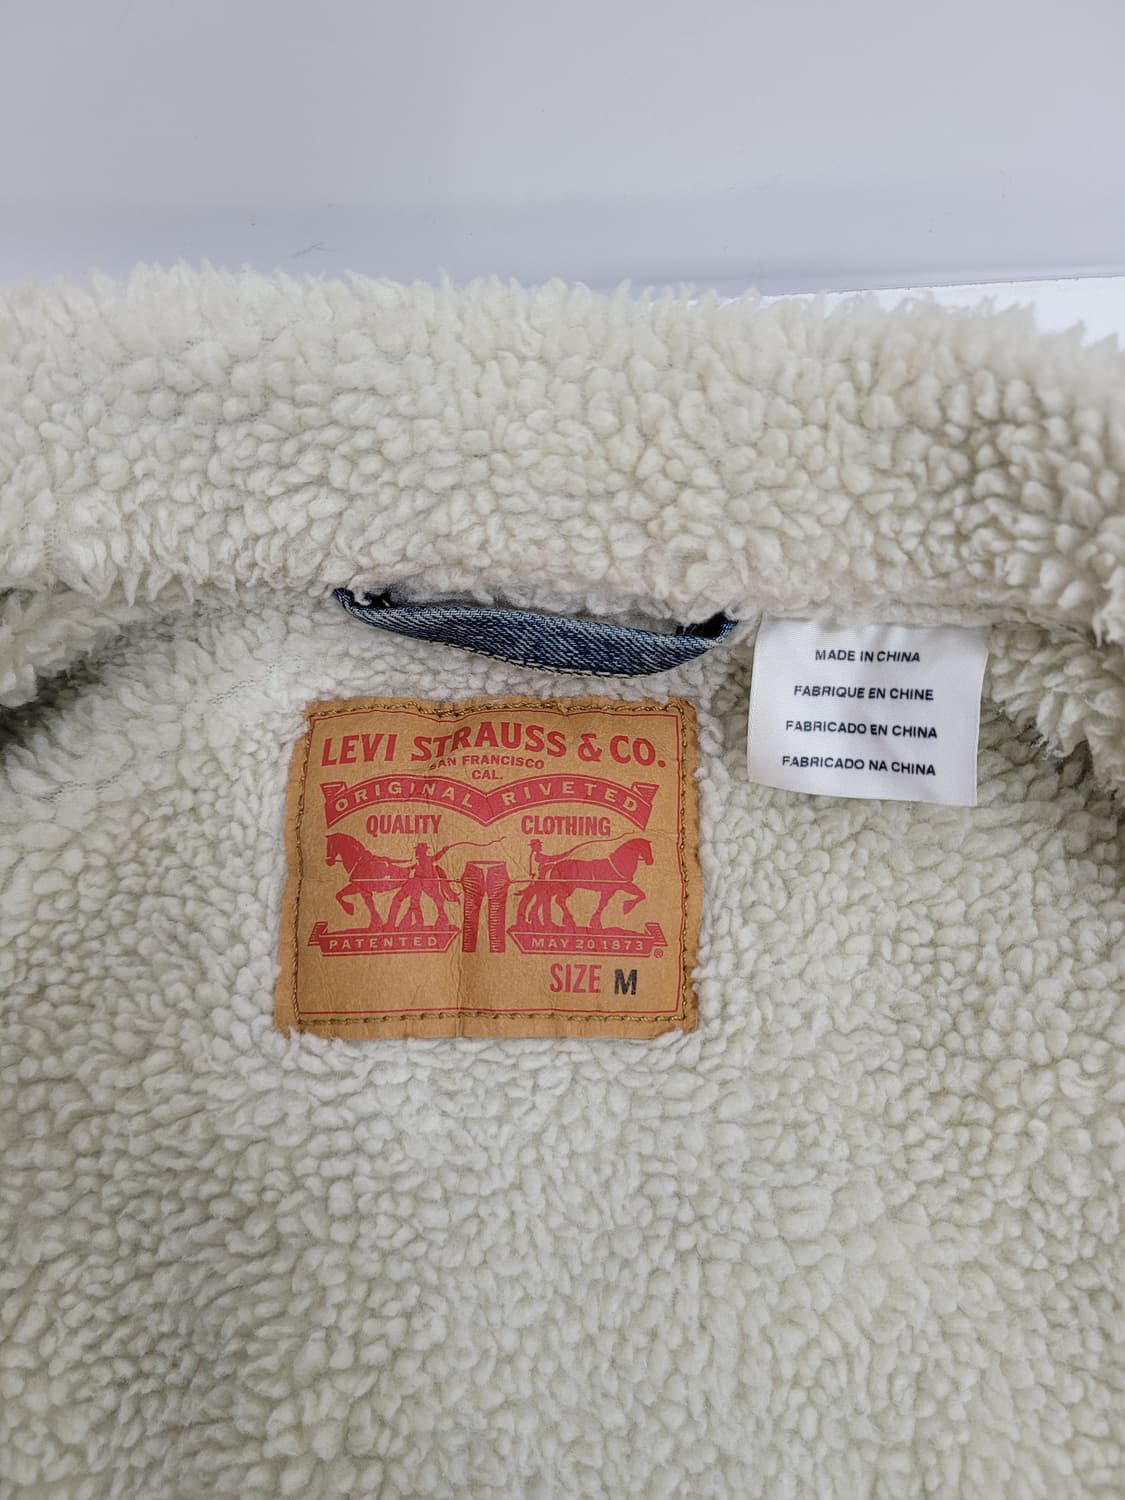 LEVI STRAUSS & CO.
SAN FRANCISCO
CAL.
ORIGINAL RIVETED
QUALITY CLOTHING
PATENTED MAY 20 1873 ®
SIZE M
MADE IN CHINA
FABRIQUE EN CHINE
FABRICADO EN CHINA
FABRICADO NA CHINA